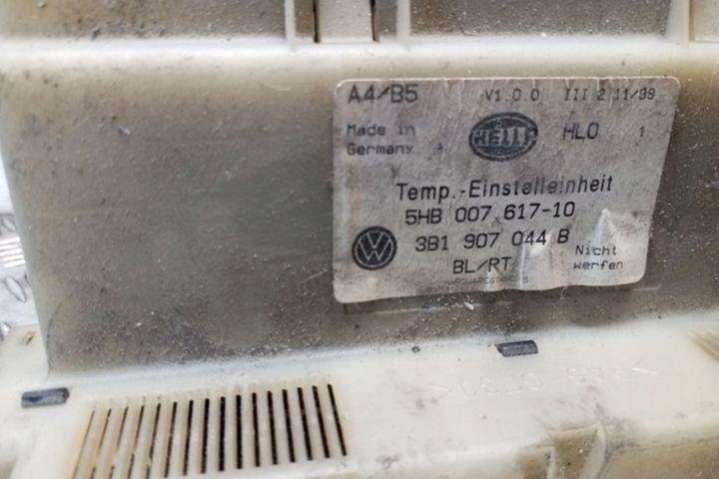 A4/B5 V1.0.0 III 2 11/99
Made in
Germany
HELLA
HLO 1
Temp.-Einstelleinheit
5HB 007 617-10
VW
3B1 907 044 B
BL/RT
Nicht
werfen